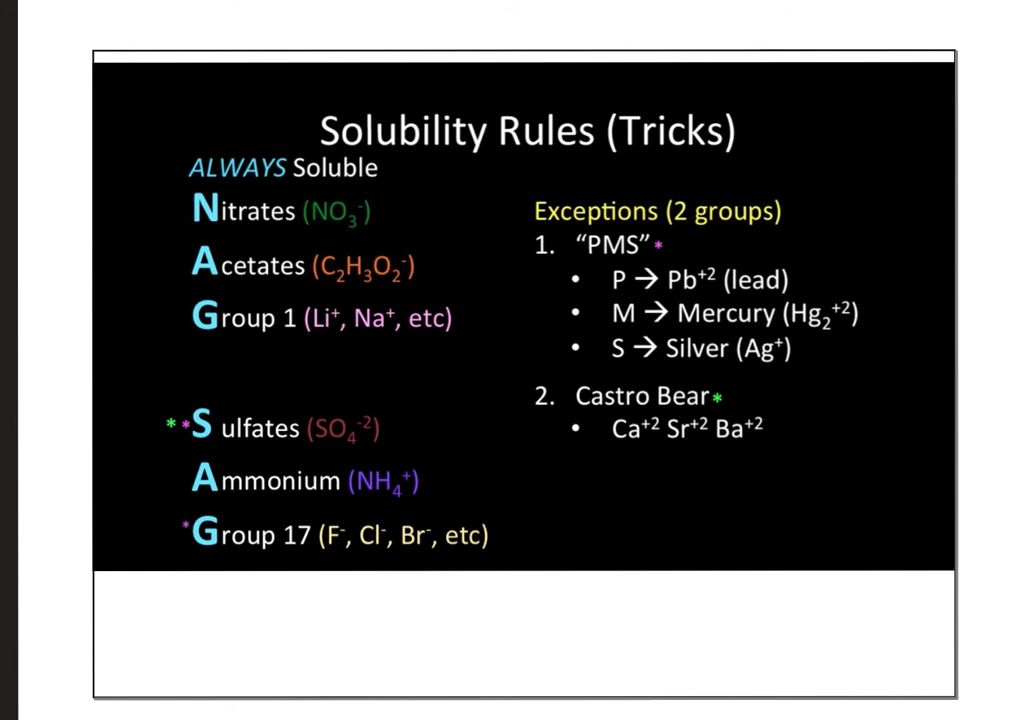 Solubility Rules (Tricks)
ALWAYS Soluble
Nitrates (NO₃⁻)
Acetates (C₂H₃O₂⁻)
Group 1 (Li⁺, Na⁺, etc)
**Sulfates (SO₄⁻²)
Ammonium (NH₄⁺)
*Group 17 (F⁻, Cl⁻, Br⁻, etc)
Exceptions (2 groups)
1. “PMS”*
• P → Pb⁺² (lead)
• M → Mercury (Hg₂⁺²)
• S → Silver (Ag⁺)
2. Castro Bear*
• Ca⁺² Sr⁺² Ba⁺²